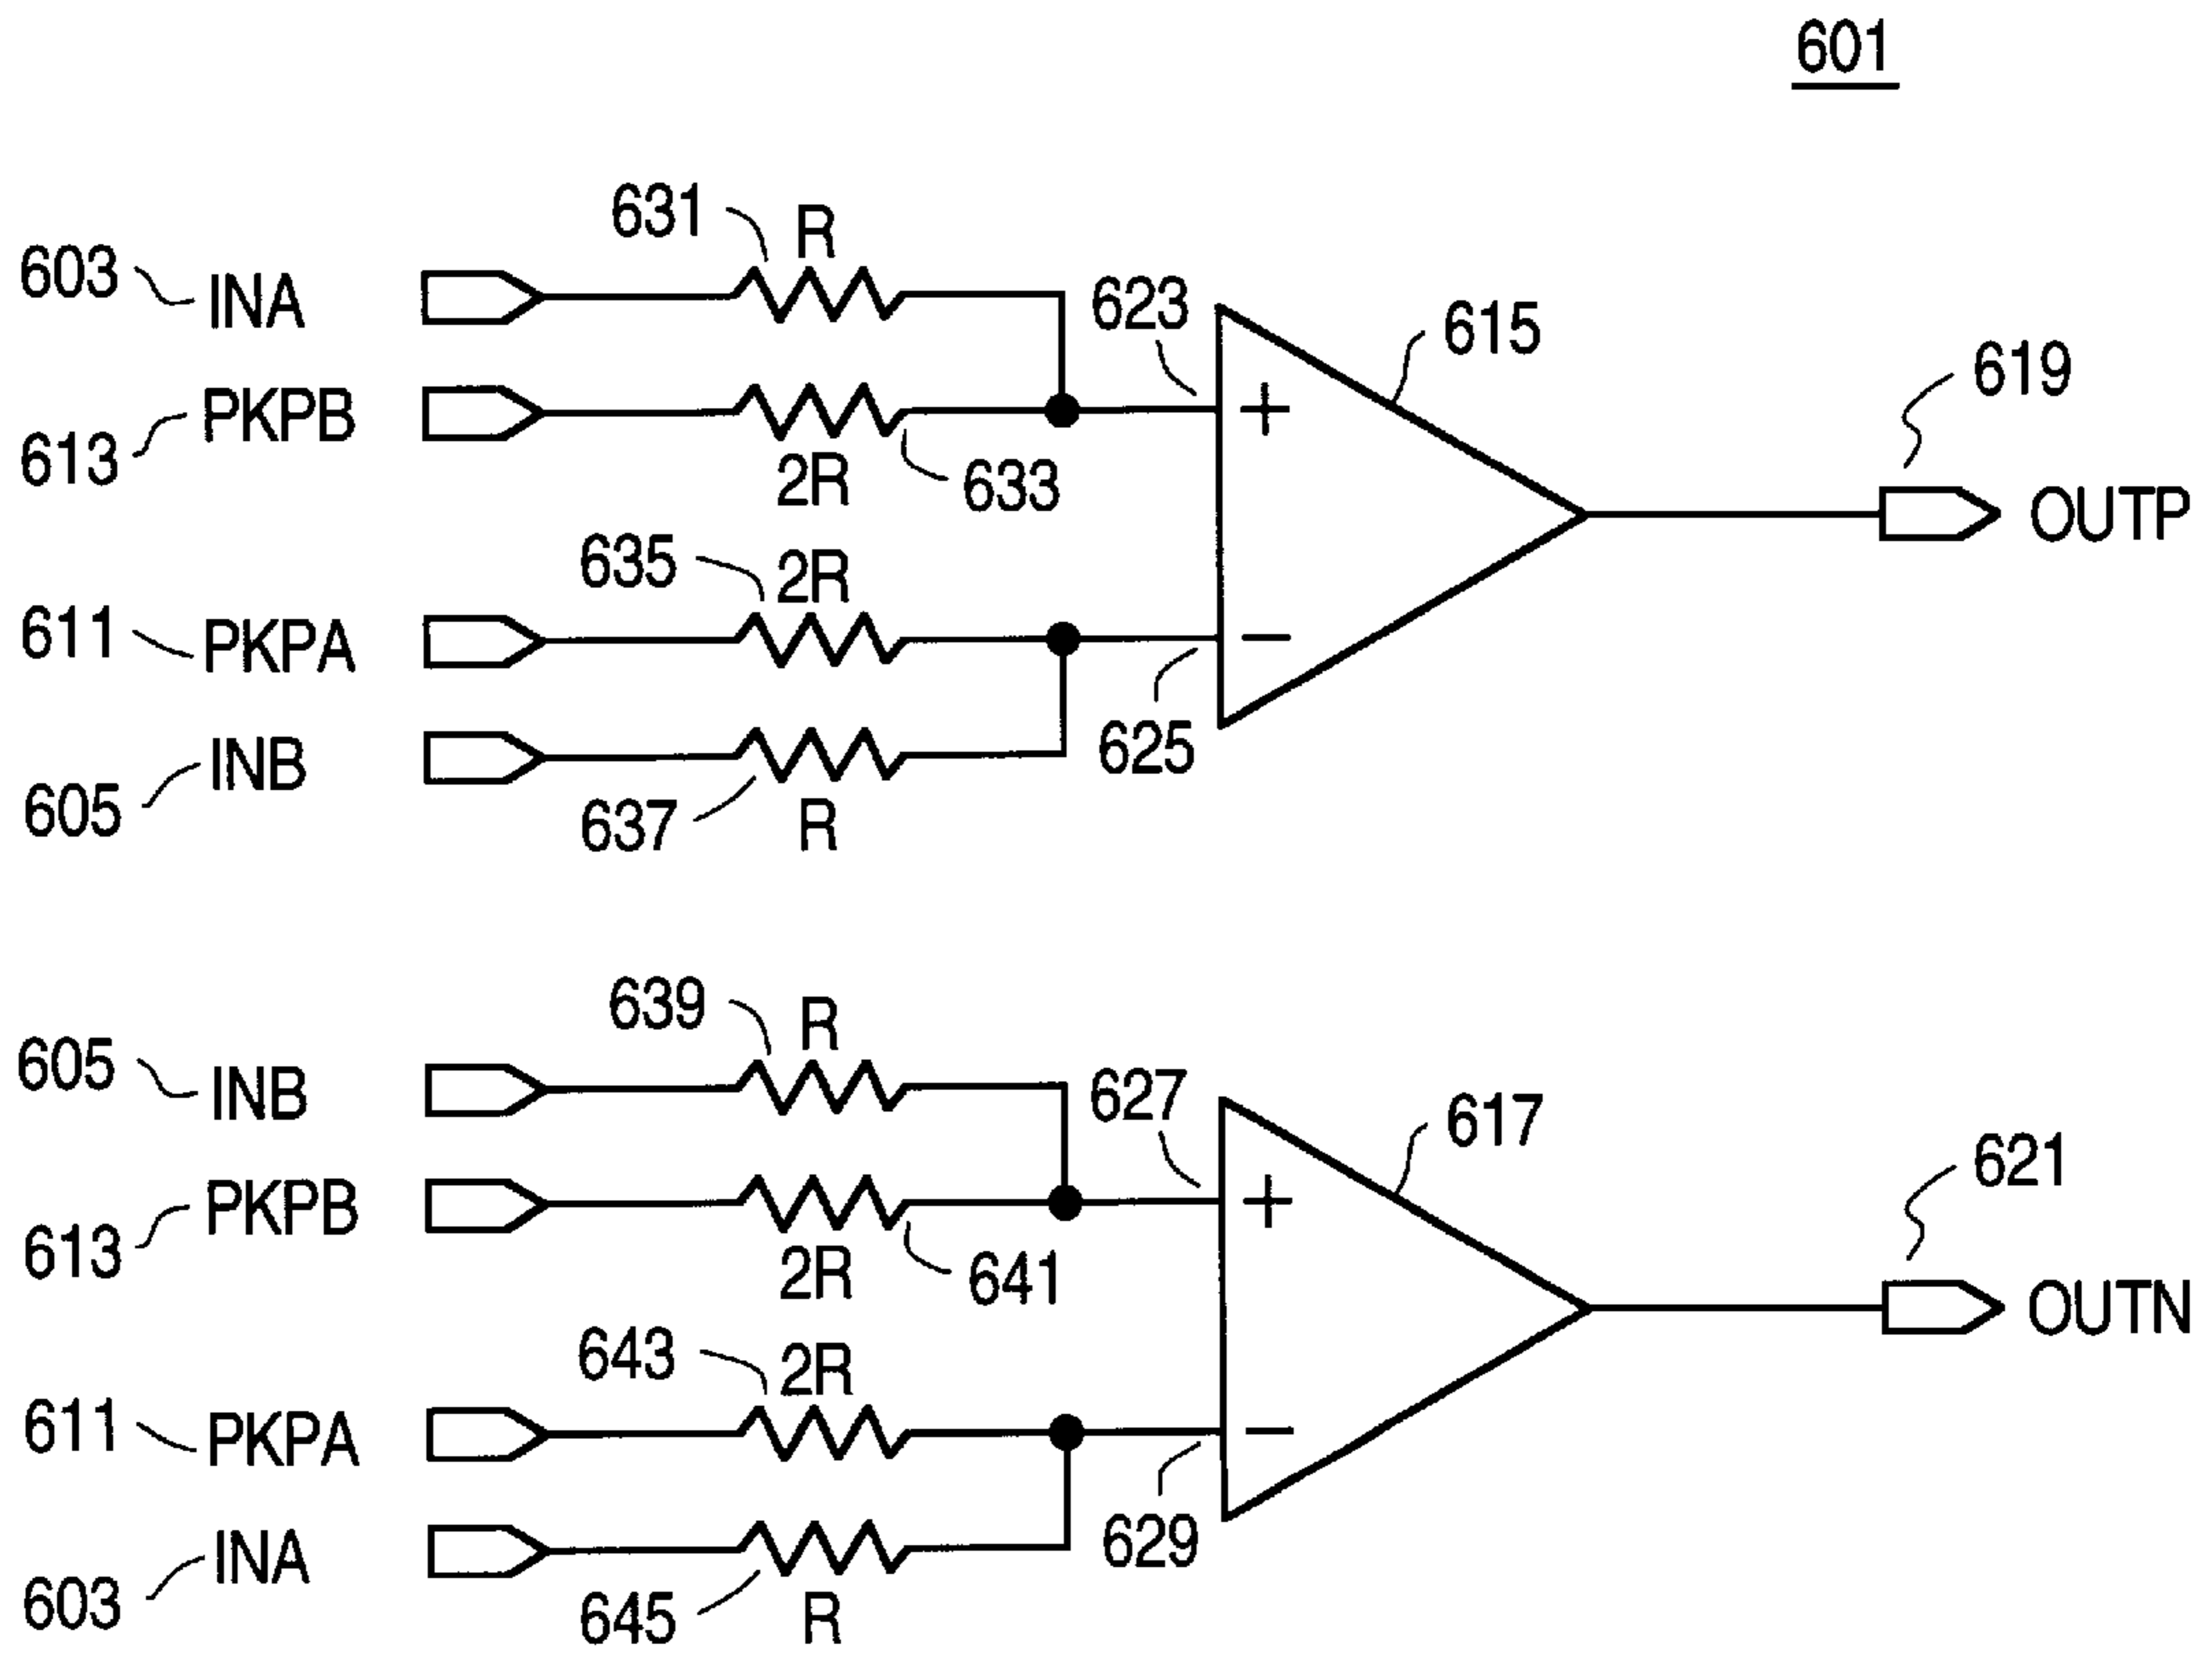 601
631 R
603 INA
623
615
619
613 PKPB
2R 633
OUTP
635 2R
611 PKPA
+
−
605 INB
625
637 R
639 R
605 INB
627
617
621
613 PKPB
+
2R 641
OUTN
643 2R
611 PKPA
−
629
603 INA
645 R